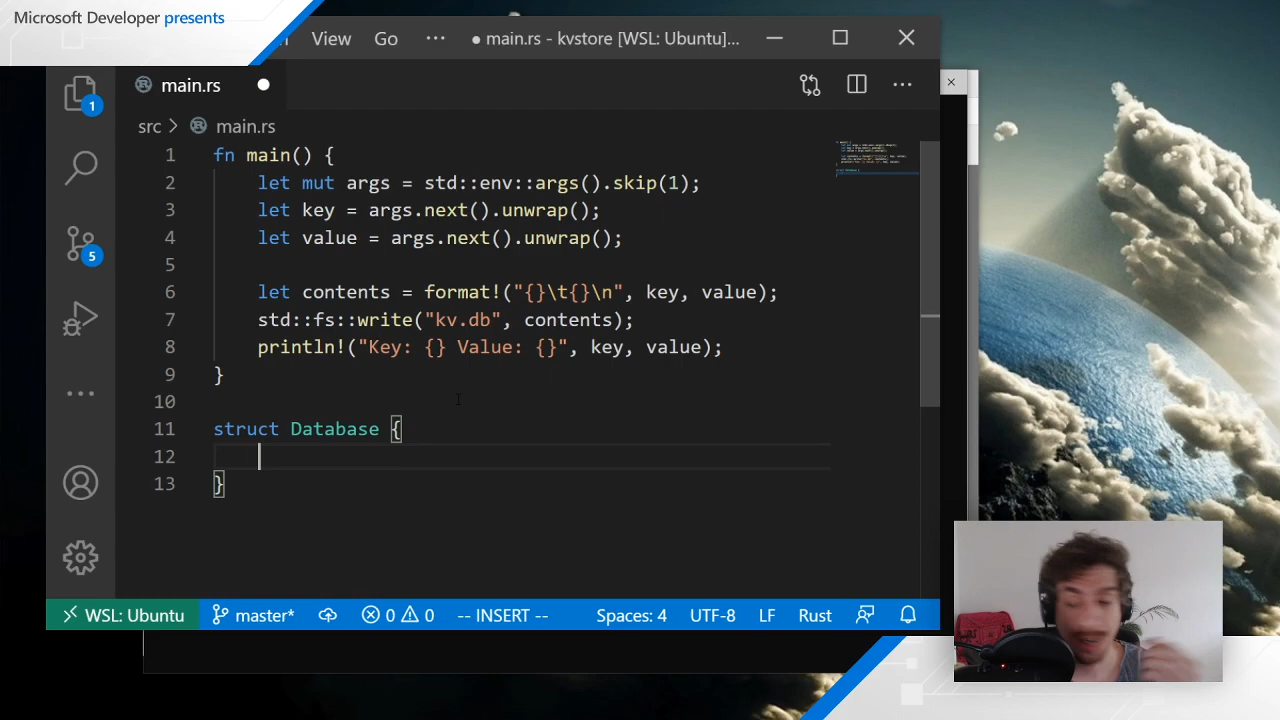 Microsoft Developer presents
View Go ··· ● main.rs - kvstore [WSL: Ubuntu]...
main.rs
src > main.rs
1 fn main() {
2 let mut args = std::env::args().skip(1);
3 let key = args.next().unwrap();
4 let value = args.next().unwrap();
5
6 let contents = format!("{}\t{}\n", key, value);
7 std::fs::write("kv.db", contents);
8 println!("Key: {} Value: {}", key, value);
9 }
10
11 struct Database {
12
13 }
1
5
WSL: Ubuntu master* 0 0 -- INSERT -- Spaces: 4 UTF-8 LF Rust